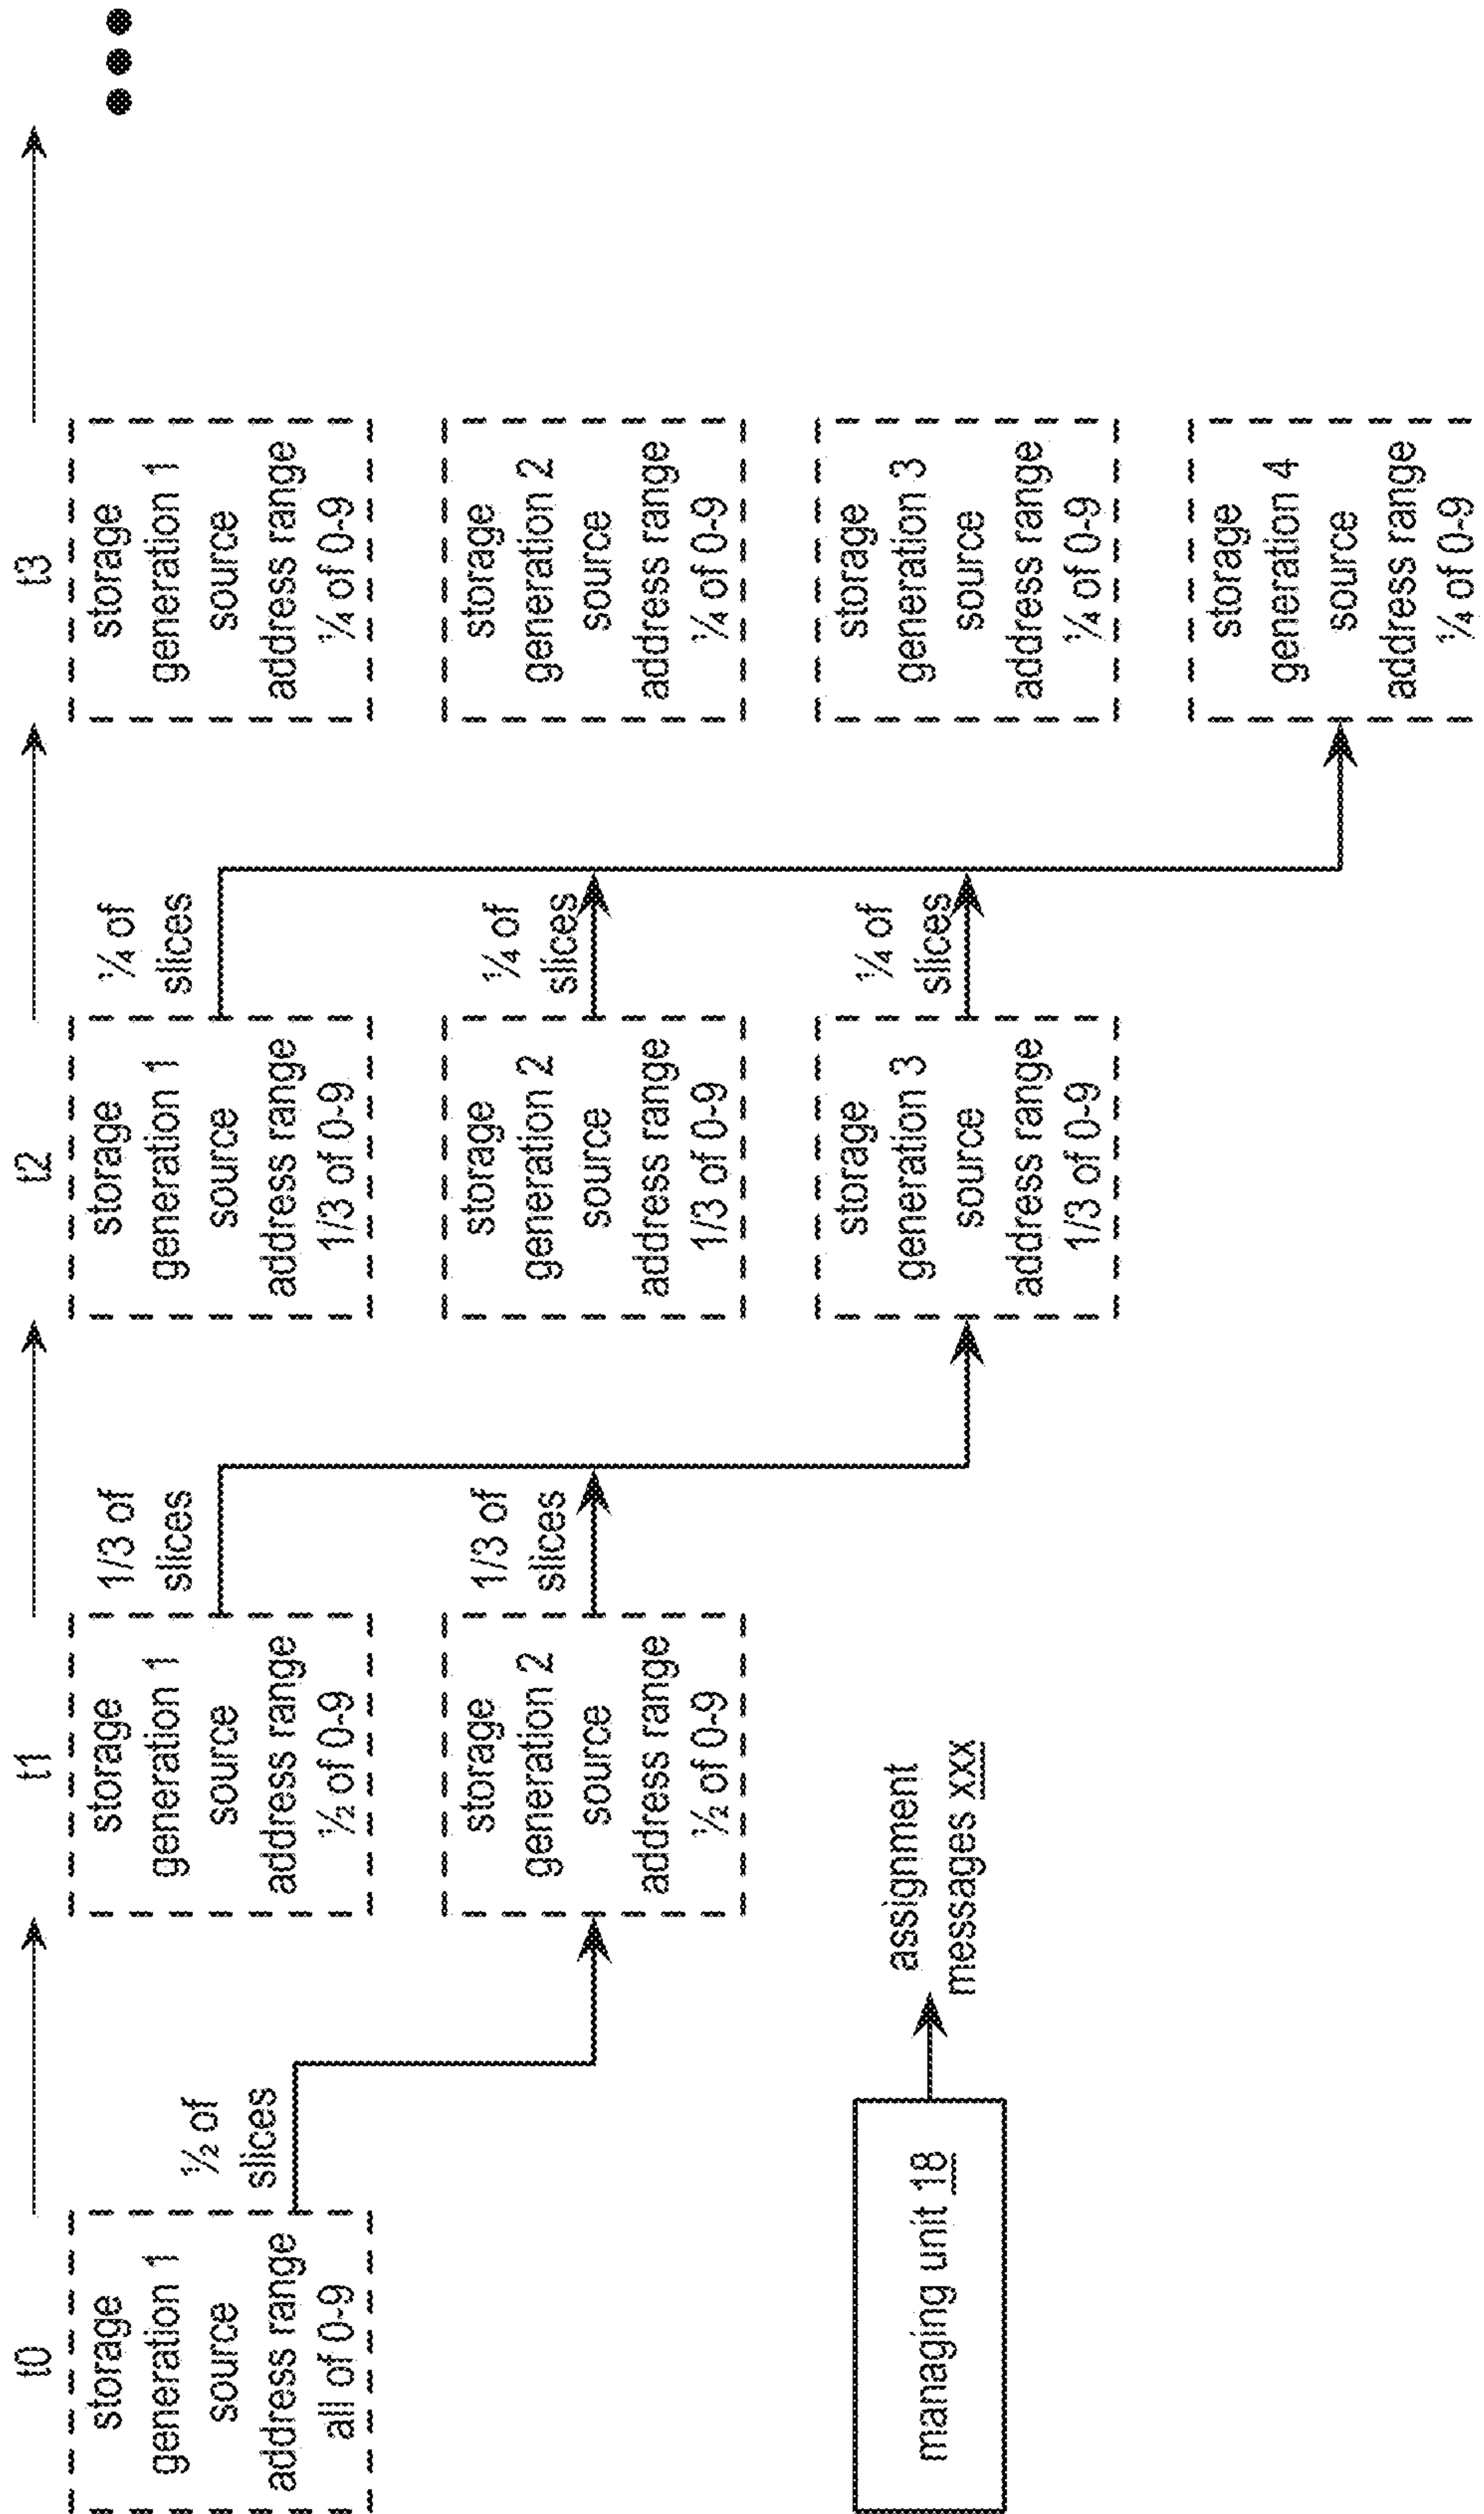 t0
t1
t2
t3
storage
generation 1
source
address range
all of 0-9
½ of
slices
storage
generation 1
source
address range
½ of 0-9
1/3 of
slices
storage
generation 1
source
address range
1/3 of 0-9
¼ of
slices
storage
generation 1
source
address range
¼ of 0-9
storage
generation 2
source
address range
½ of 0-9
1/3 of
slices
storage
generation 2
source
address range
1/3 of 0-9
¼ of
slices
storage
generation 2
source
address range
¼ of 0-9
storage
generation 3
source
address range
1/3 of 0-9
¼ of
slices
storage
generation 3
source
address range
¼ of 0-9
managing unit 18
assignment
messages xxx
storage
generation 4
source
address range
¼ of 0-9